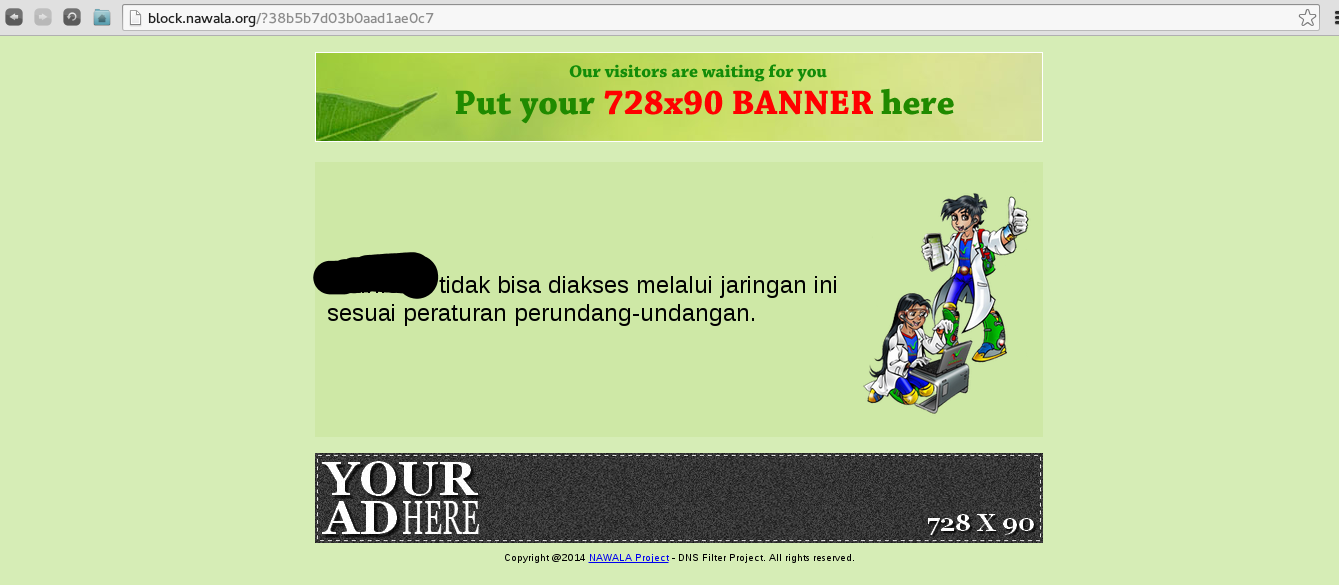 block.nawala.org/?38b5b7d03b0aad1ae0c7
Our visitors are waiting for you
Put your 728x90 BANNER here
tidak bisa diakses melalui jaringan ini
sesuai peraturan perundang-undangan.
YOUR
AD HERE
728 X 90
Copyright @2014 NAWALA Project - DNS Filter Project. All rights reserved.